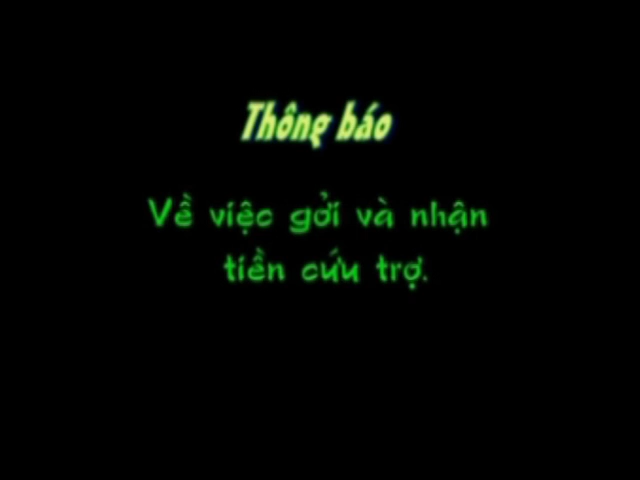 Thông báo
Về việc gởi và nhận
tiền cứu trợ.